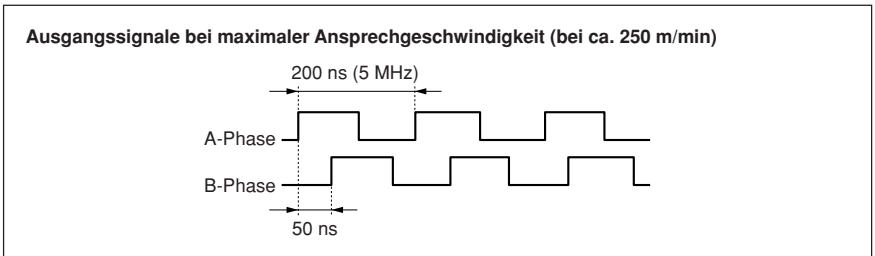 Ausgangssignale bei maximaler Ansprechgeschwindigkeit (bei ca. 250 m/min)
200 ns (5 MHz)
A-Phase
B-Phase
50 ns